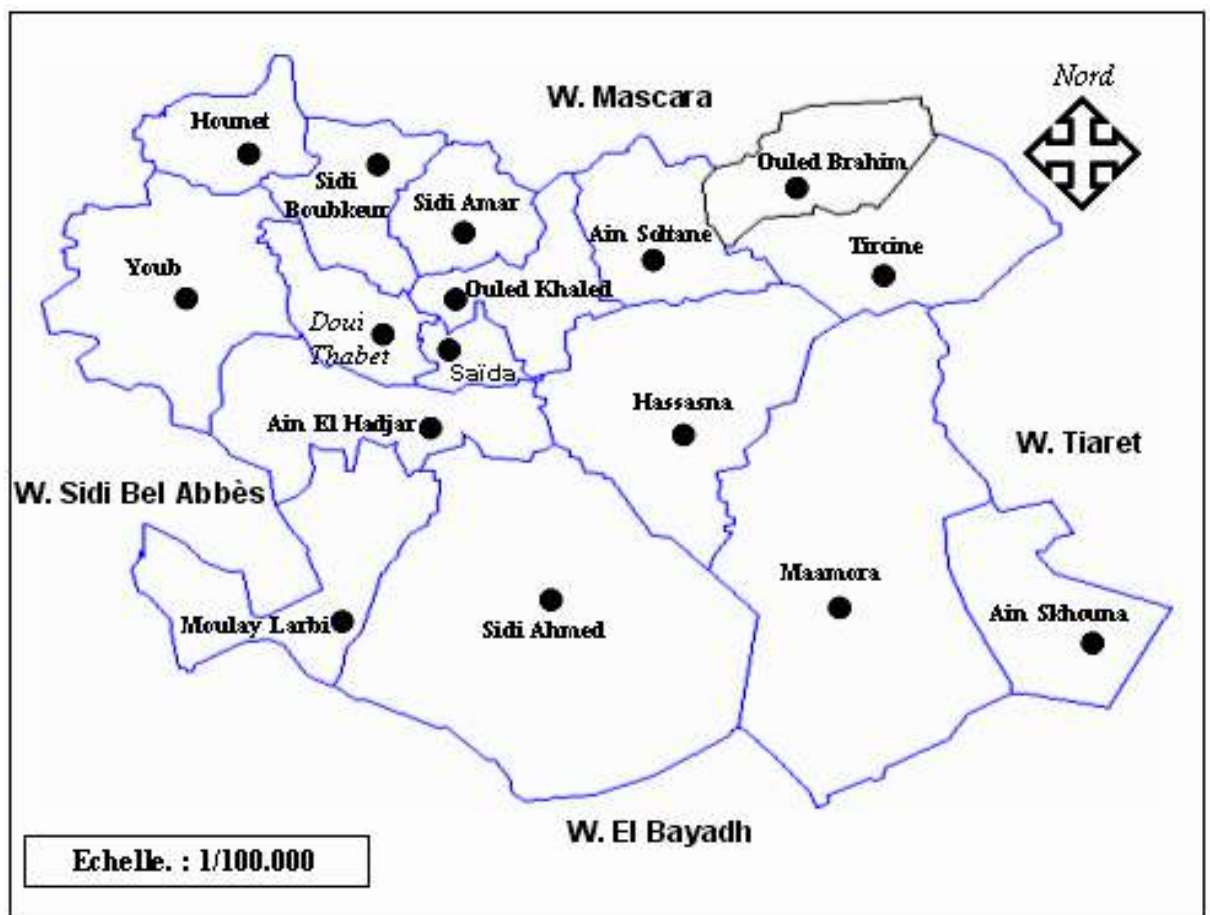 Nord
W. Mascara
Hounet
Ouled Brahim
Sidi
Boubkeur
Sidi Amar
Ain Soltane
Tircine
Youb
Ouled Khaled
Doui
Thabet
Saïda
Hassasna
Ain El Hadjar
W. Tiaret
W. Sidi Bel Abbès
Maamora
Ain Skhouna
Moulay Larbi
Sidi Ahmed
W. El Bayadh
Echelle. : 1/100.000